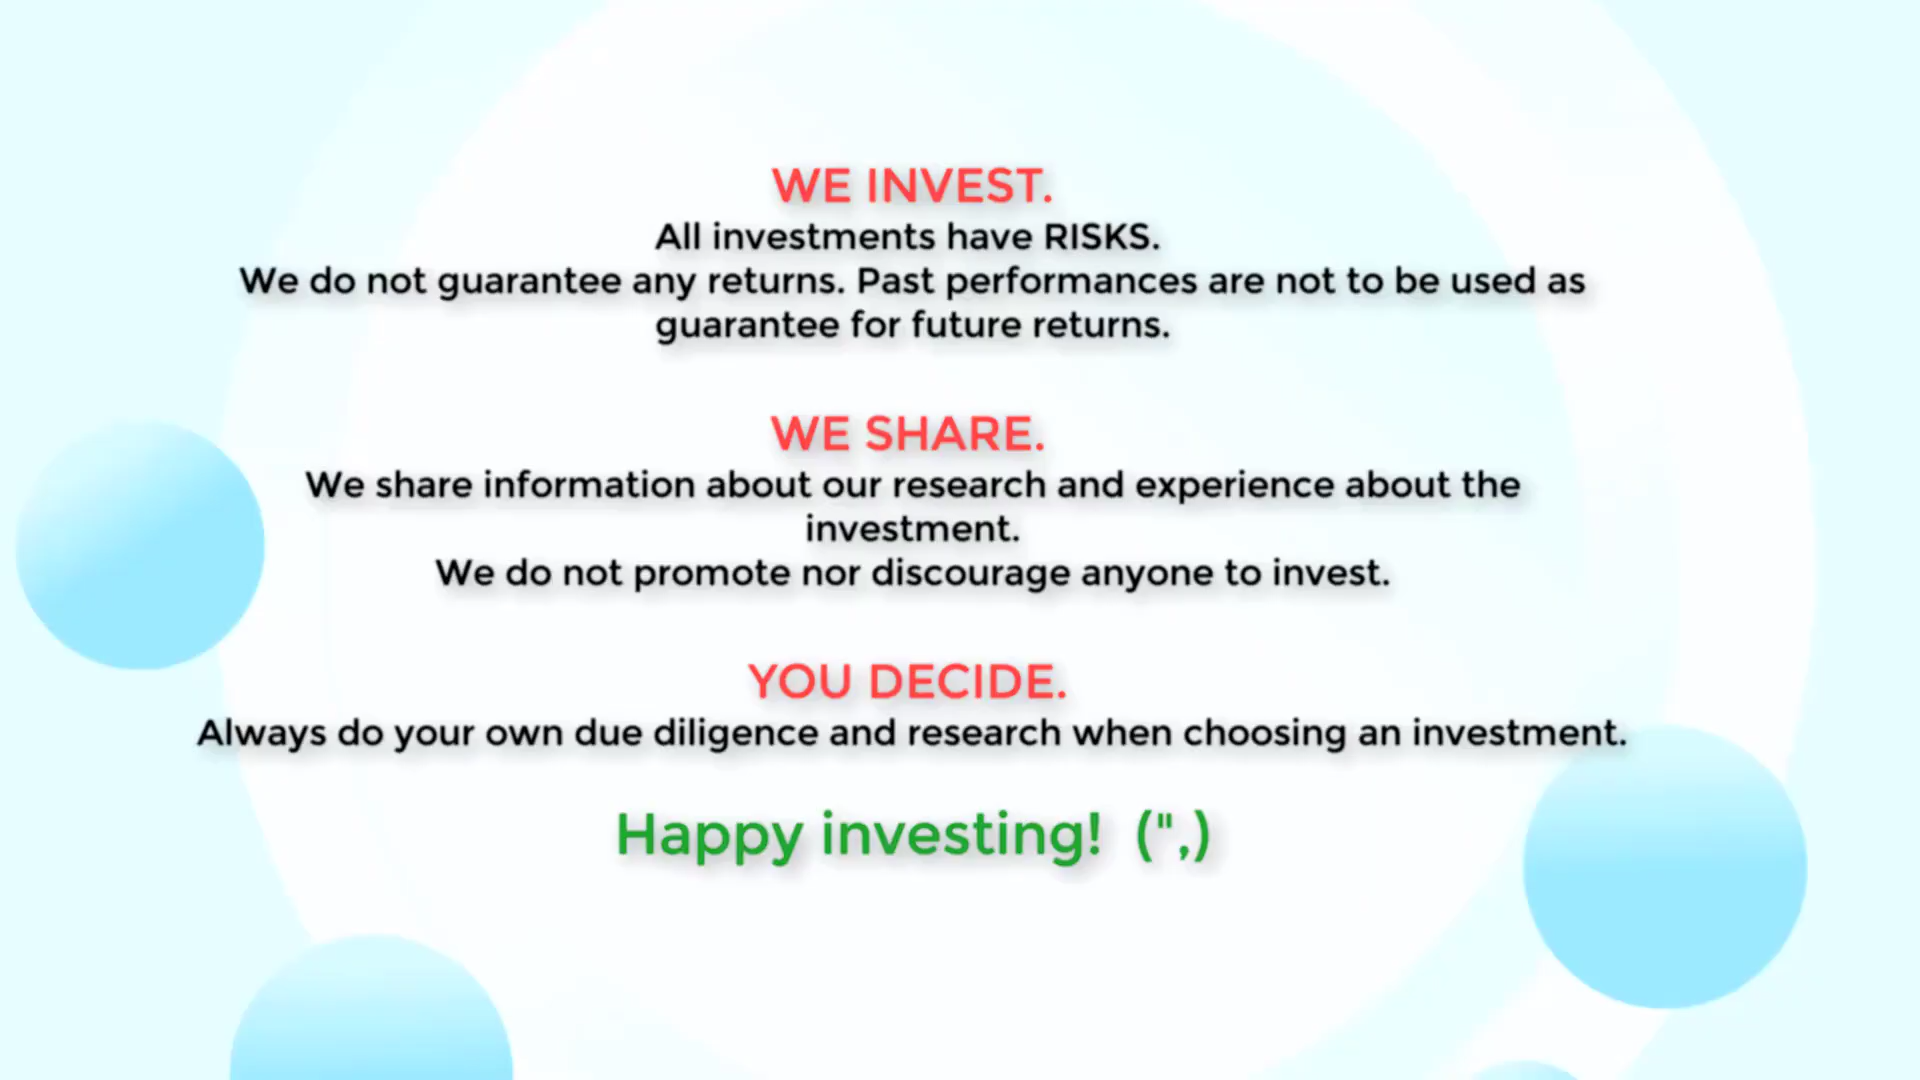 WE INVEST.
All investments have RISKS.
We do not guarantee any returns. Past performances are not to be used as
guarantee for future returns.
WE SHARE.
We share information about our research and experience about the
investment.
We do not promote nor discourage anyone to invest.
YOU DECIDE.
Always do your own due diligence and research when choosing an investment.
Happy investing!  (",)